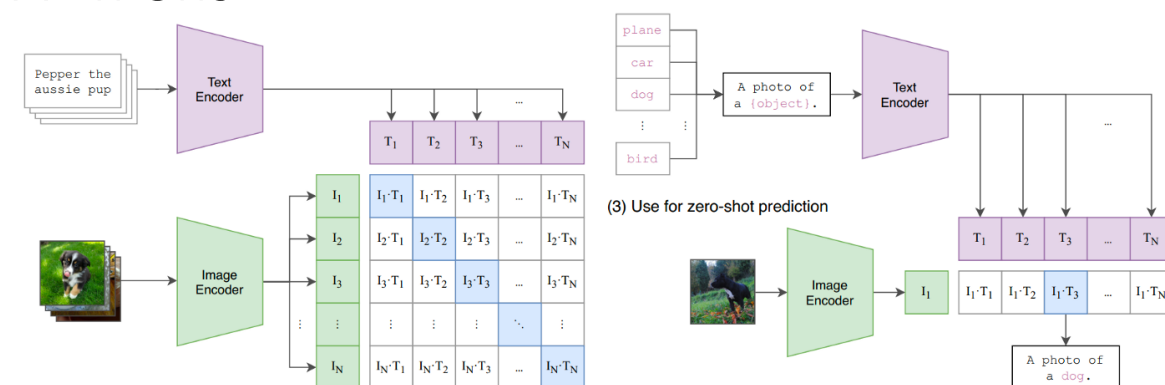 Pepper the
aussie pup
Text
Encoder
...
T1 T2 T3 ... TN
I1 I1·T1 I1·T2 I1·T3 ... I1·TN
I2 I2·T1 I2·T2 I2·T3 ... I2·TN
Image
Encoder
I3 I3·T1 I3·T2 I3·T3 ... I3·TN
⋮ ⋮ ⋮ ⋮ ⋮ ⋱ ⋮
IN IN·T1 IN·T2 IN·T3 ... IN·TN
plane
car
dog
⋮ ⋮
bird
A photo of
a {object}.
Text
Encoder
...
(3) Use for zero-shot prediction
T1 T2 T3 ... TN
Image
Encoder
I1 I1·T1 I1·T2 I1·T3 ... I1·TN
A photo of
a dog.